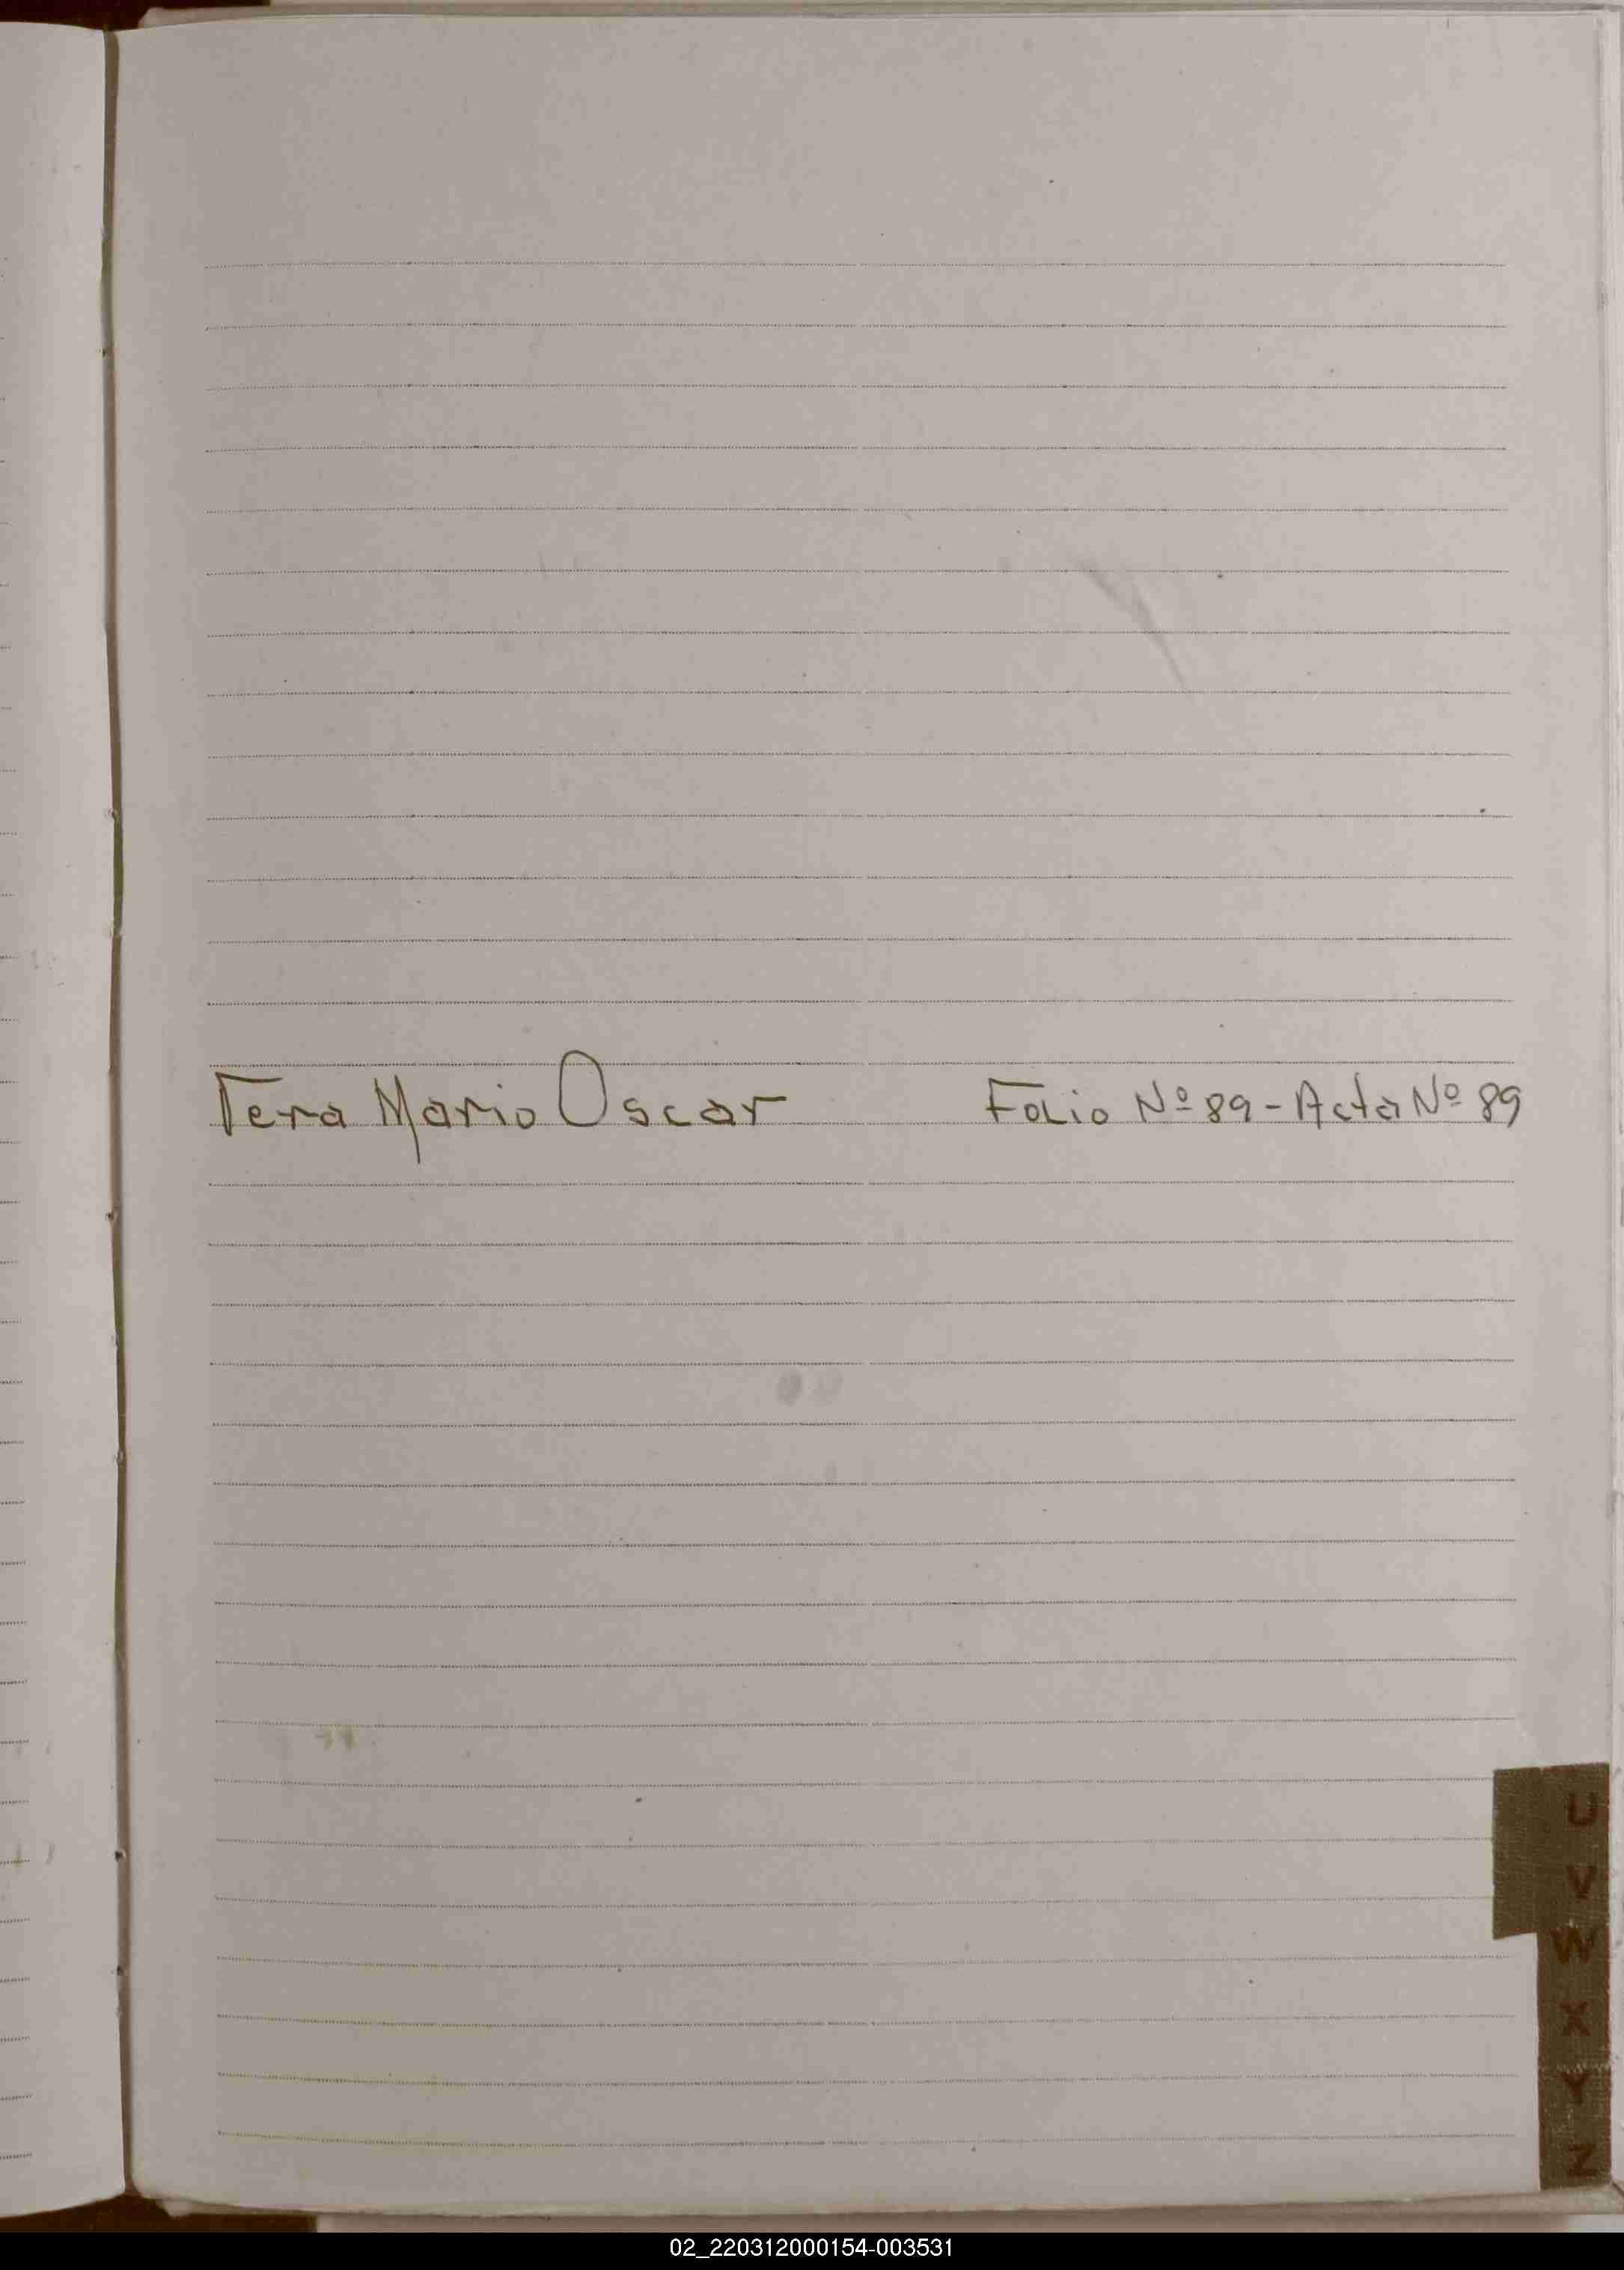 Vera Mario Oscar Folio Nº 89 - Acta Nº 89
U
V
W
X
Y
Z
02_220312000154-003531